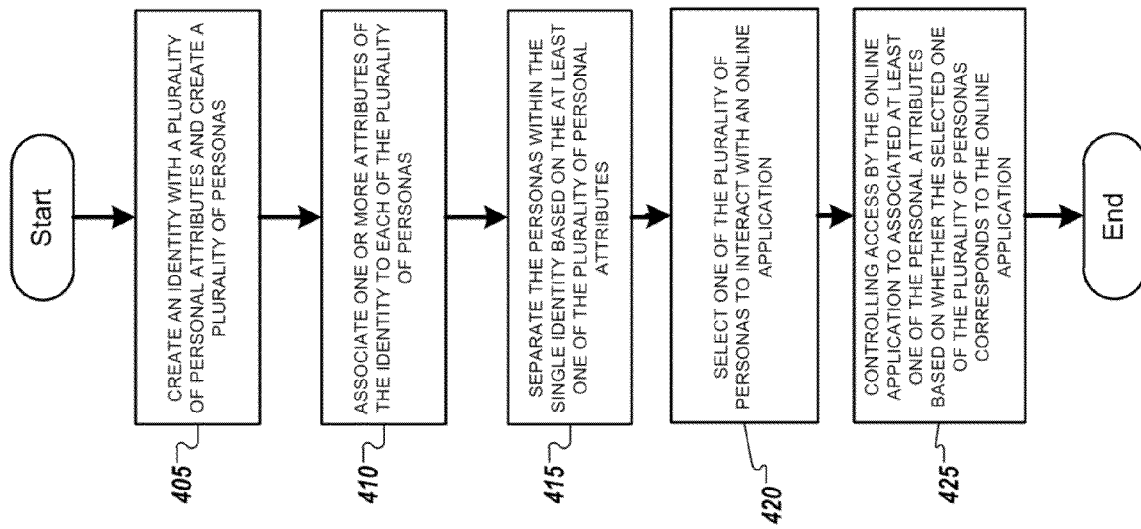 Start
405
CREATE AN IDENTITY WITH A PLURALITY
OF PERSONAL ATTRIBUTES AND CREATE A
PLURALITY OF PERSONAS
410
ASSOCIATE ONE OR MORE ATTRIBUTES OF
THE IDENTITY TO EACH OF THE PLURALITY
OF PERSONAS
415
SEPARATE THE PERSONAS WITHIN THE
SINGLE IDENTITY BASED ON THE AT LEAST
ONE OF THE PLURALITY OF PERSONAL
ATTRIBUTES
420
SELECT ONE OF THE PLURALITY OF
PERSONAS TO INTERACT WITH AN ONLINE
APPLICATION
425
CONTROLLING ACCESS BY THE ONLINE
APPLICATION TO ASSOCIATED AT LEAST
ONE OF THE PERSONAL ATTRIBUTES
BASED ON WHETHER THE SELECTED ONE
OF THE PLURALITY OF PERSONAS
CORRESPONDS TO THE ONLINE
APPLICATION
End